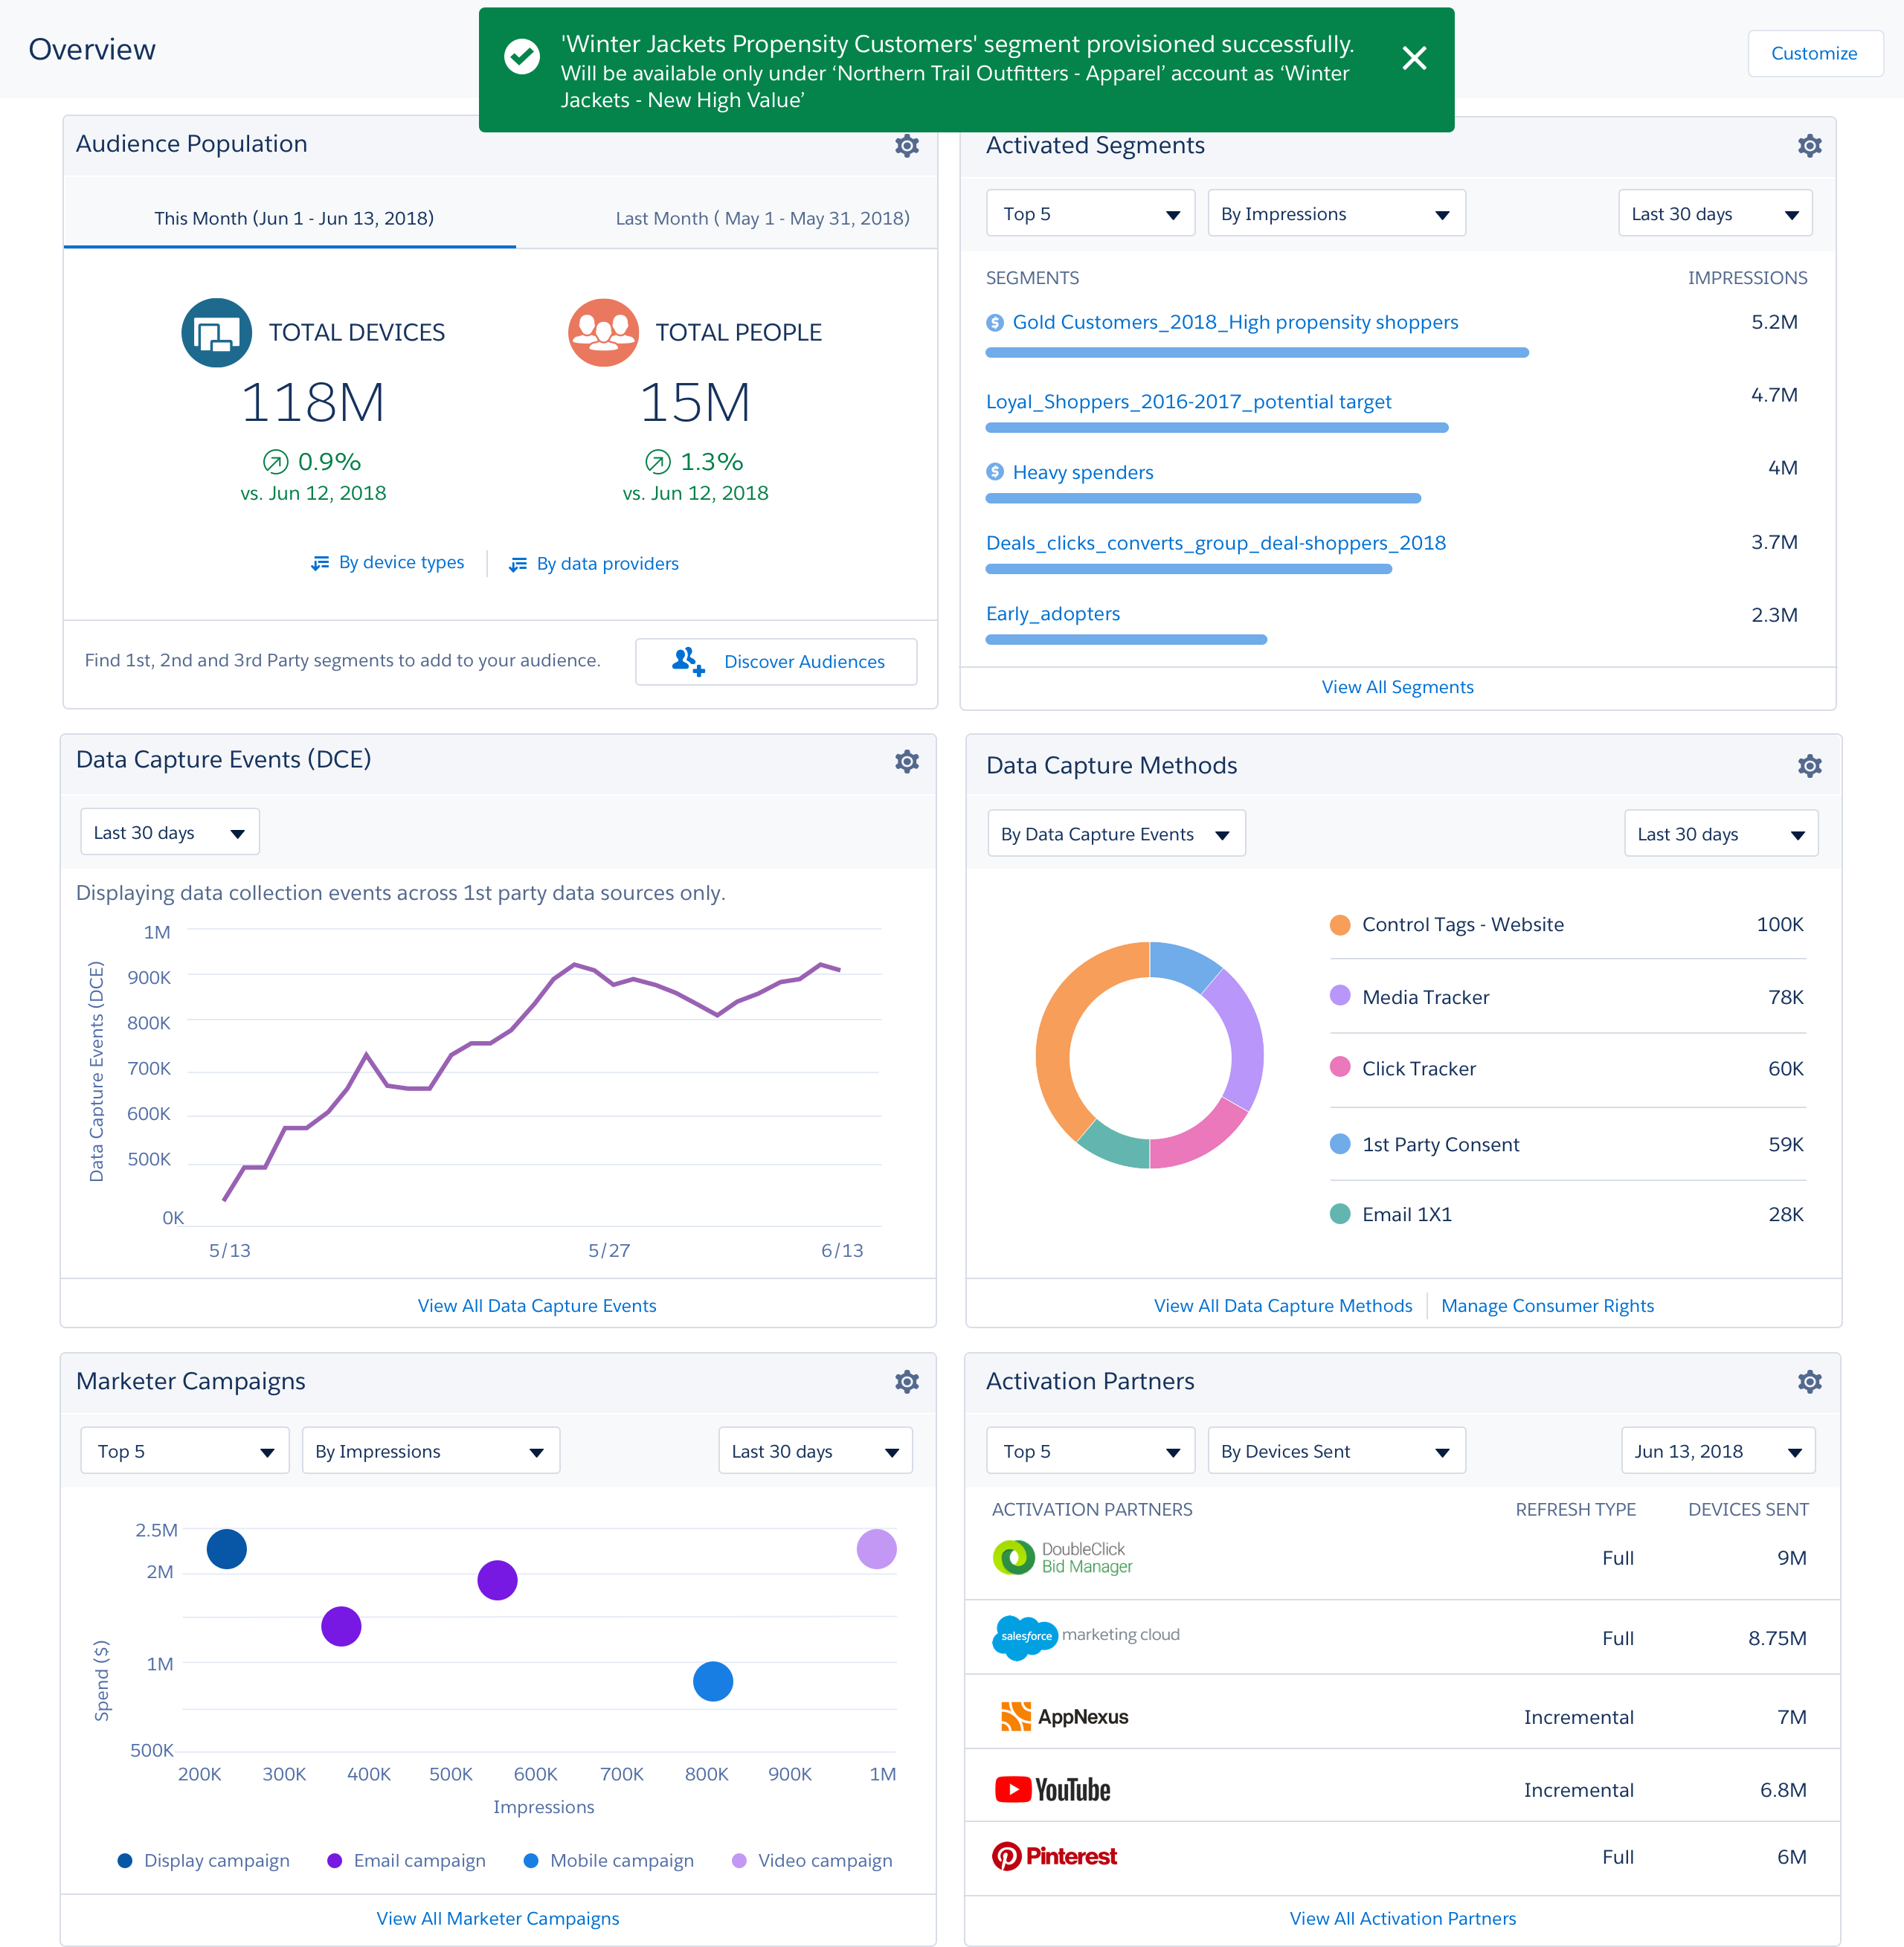 Overview
'Winter Jackets Propensity Customers' segment provisioned successfully.
Will be available only under ‘Northern Trail Outfitters - Apparel’ account as ‘Winter
Jackets - New High Value’
Customize
Audience Population
This Month (Jun 1 - Jun 13, 2018)
Last Month ( May 1 - May 31, 2018)
TOTAL DEVICES
118M
0.9%
vs. Jun 12, 2018
TOTAL PEOPLE
15M
1.3%
vs. Jun 12, 2018
By device types
By data providers
Find 1st, 2nd and 3rd Party segments to add to your audience.
Discover Audiences
Activated Segments
Top 5
By Impressions
Last 30 days
SEGMENTS
IMPRESSIONS
$ Gold Customers_2018_High propensity shoppers
5.2M
Loyal_Shoppers_2016-2017_potential target
4.7M
$ Heavy spenders
4M
Deals_clicks_converts_group_deal-shoppers_2018
3.7M
Early_adopters
2.3M
View All Segments
Data Capture Events (DCE)
Last 30 days
Displaying data collection events across 1st party data sources only.
Data Capture Events (DCE)
1M
900K
800K
700K
600K
500K
0K
5/13
5/27
6/13
View All Data Capture Events
Data Capture Methods
By Data Capture Events
Last 30 days
Control Tags - Website
100K
Media Tracker
78K
Click Tracker
60K
1st Party Consent
59K
Email 1X1
28K
View All Data Capture Methods
Manage Consumer Rights
Marketer Campaigns
Top 5
By Impressions
Last 30 days
Spend ($)
2.5M
2M
1M
500K
200K
300K
400K
500K
600K
700K
800K
900K
1M
Impressions
Display campaign
Email campaign
Mobile campaign
Video campaign
View All Marketer Campaigns
Activation Partners
Top 5
By Devices Sent
Jun 13, 2018
ACTIVATION PARTNERS
REFRESH TYPE
DEVICES SENT
DoubleClick
Bid Manager
Full
9M
salesforce marketing cloud
Full
8.75M
AppNexus
Incremental
7M
YouTube
Incremental
6.8M
Pinterest
Full
6M
View All Activation Partners